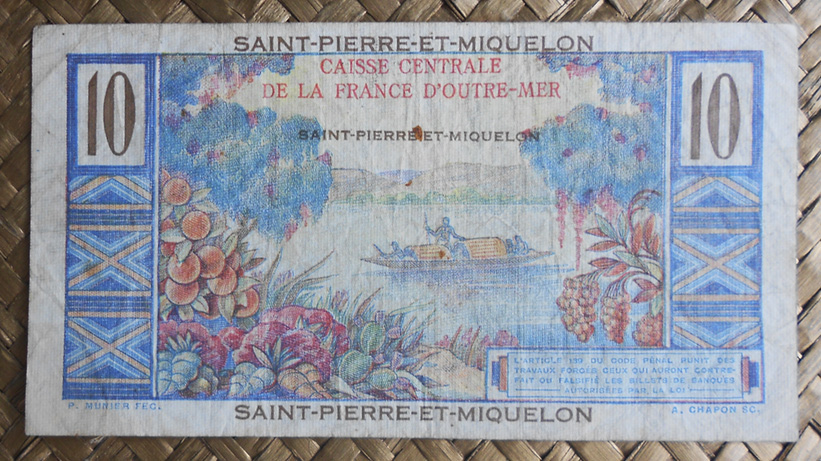 SAINT-PIERRE-ET-MIQUELON
CAISSE CENTRALE
DE LA FRANCE D'OUTRE-MER
10
10
SAINT-PIERRE-ET-MIQUELON
L'ARTICLE 139 DU CODE PÉNAL PUNIT DES
TRAVAUX FORCÉS CEUX QUI AURONT CONTRE-
FAIT OU FALSIFIÉ LES BILLETS DE BANQUES
AUTORISÉES PAR LA LOI
P. MUNIER FEC.
A. CHAPON SC.
SAINT-PIERRE-ET-MIQUELON